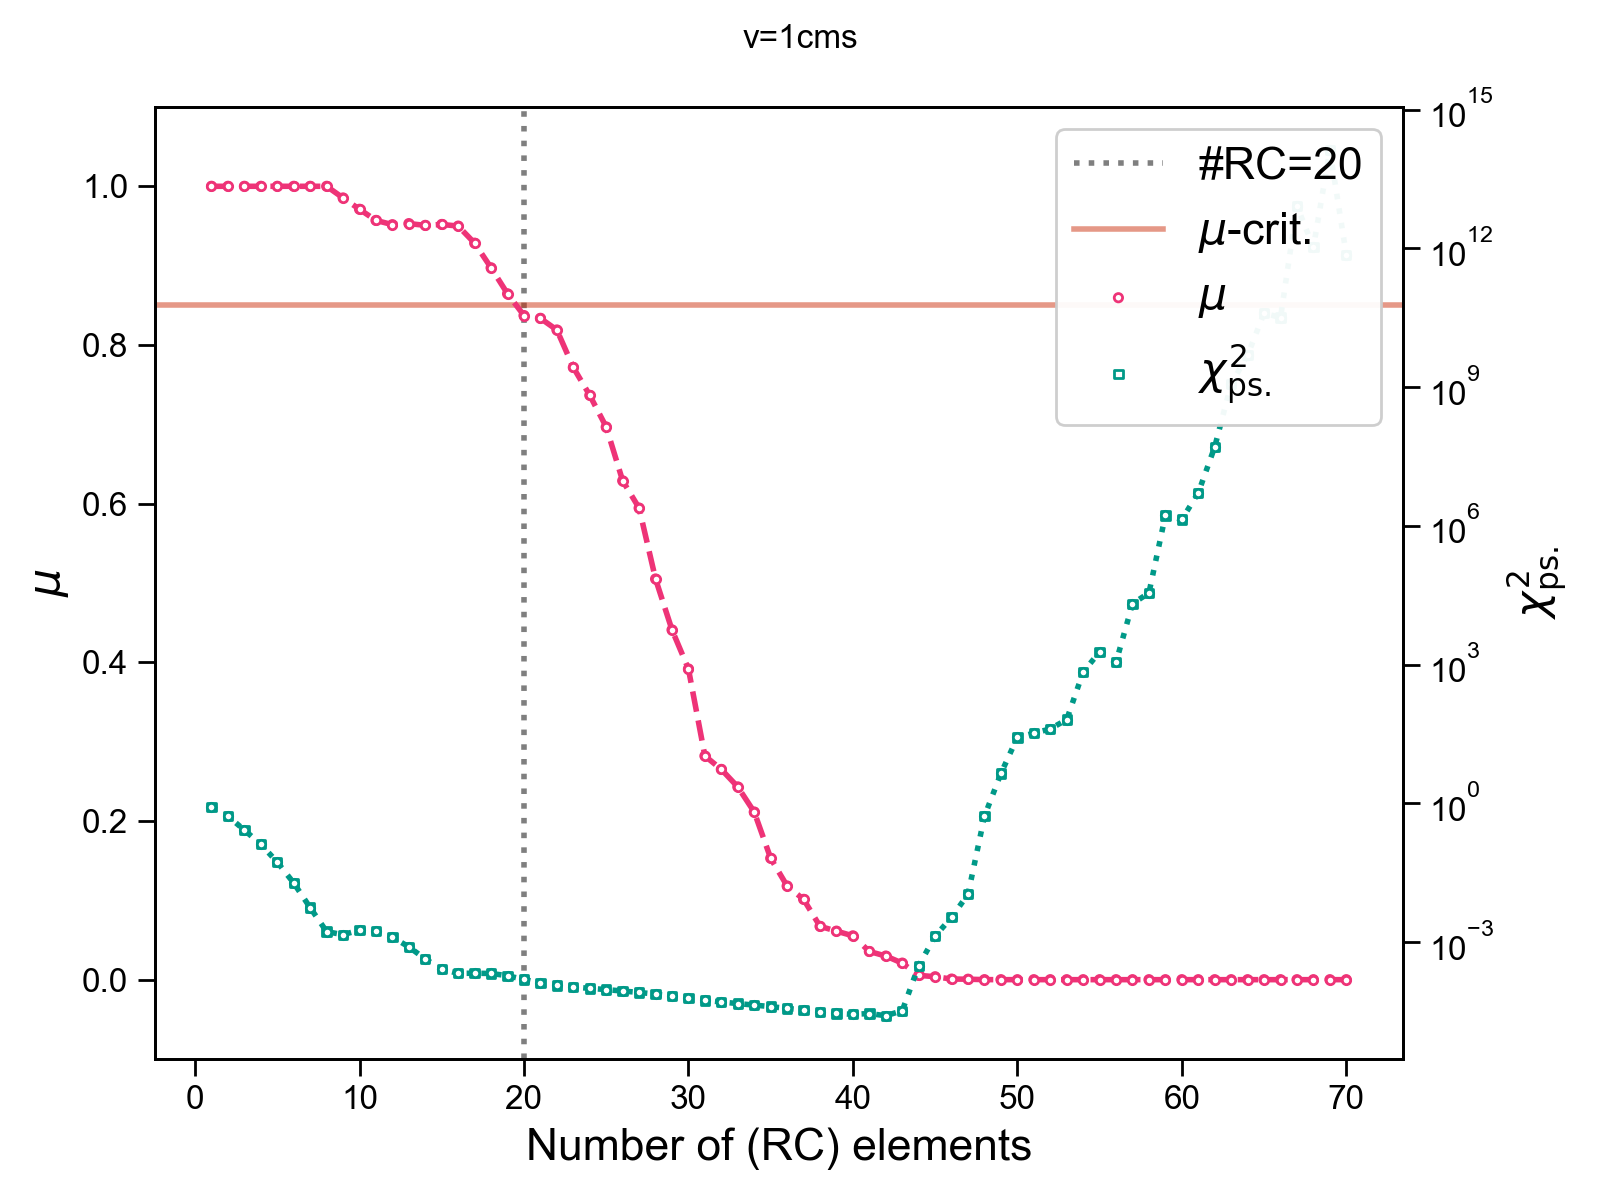 v=1cms
#RC=20
μ-crit.
μ
χ²ps.
1.0
0.8
0.6
0.4
0.2
0.0
μ
10¹⁵
10¹²
10⁹
10⁶
10³
10⁰
10⁻³
χ²ps.
0 10 20 30 40 50 60 70
Number of (RC) elements